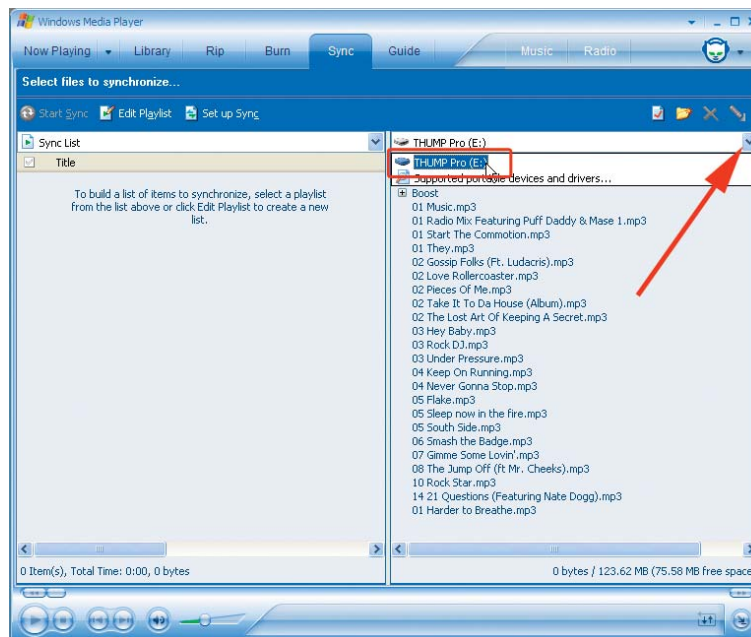 Windows Media Player
Now Playing Library Rip Burn Sync Guide Music Radio
Select files to synchronize...
Start Sync Edit Playlist Set up Sync
Sync List
Title
To build a list of items to synchronize, select a playlist
from the list above or click Edit Playlist to create a new
list.
THUMP Pro (E:)
THUMP Pro (E:)
Supported portable devices and drivers...
Boost
01 Music.mp3
01 Radio Mix Featuring Puff Daddy & Mase 1.mp3
01 Start The Commotion.mp3
01 They.mp3
02 Gossip Folks (Ft. Ludacris).mp3
02 Love Rollercoaster.mp3
02 Pieces Of Me.mp3
02 Take It To Da House (Album).mp3
02 The Lost Art Of Keeping A Secret.mp3
03 Hey Baby.mp3
03 Rock DJ.mp3
03 Under Pressure.mp3
04 Keep On Running.mp3
04 Never Gonna Stop.mp3
05 Flake.mp3
05 Sleep now in the fire.mp3
05 South Side.mp3
06 Smash the Badge.mp3
07 Gimme Some Lovin'.mp3
08 The Jump Off (ft Mr. Cheeks).mp3
10 Rock Star.mp3
14 21 Questions (Featuring Nate Dogg).mp3
01 Harder to Breathe.mp3
0 Item(s), Total Time: 0:00, 0 bytes
0 bytes / 123.62 MB (75.58 MB free space